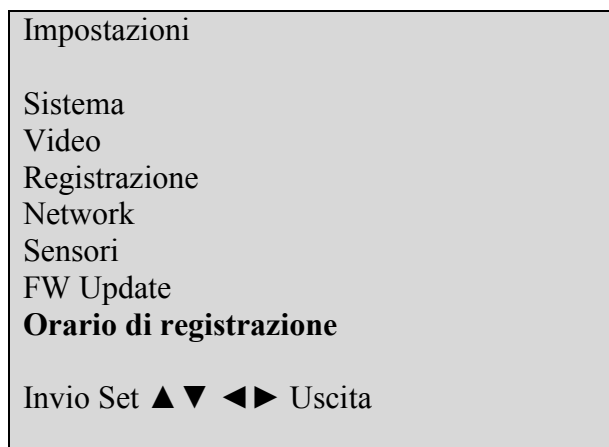 Impostazioni
Sistema
Video
Registrazione
Network
Sensori
FW Update
Orario di registrazione
Invio Set ▲▼ ◄► Uscita